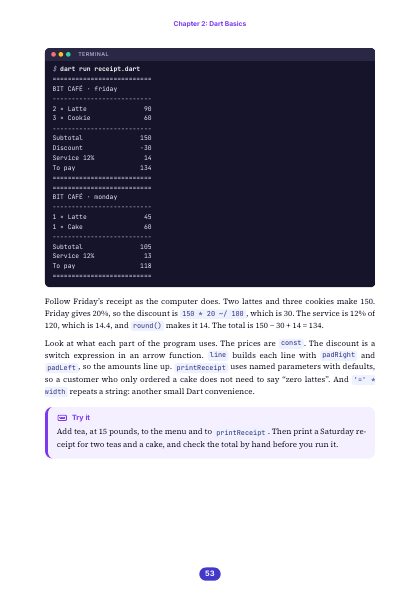 Chapter 2: Dart Basics
TERMINAL
$ dart run receipt.dart
==========================
BIT CAFÉ · friday
--------------------------
2 × Latte 90
3 × Cookie 60
--------------------------
Subtotal 150
Discount -30
Service 12% 14
To pay 134
==========================
==========================
BIT CAFÉ · monday
--------------------------
1 × Latte 45
1 × Cake 60
--------------------------
Subtotal 105
Service 12% 13
To pay 118
==========================
Follow Friday’s receipt as the computer does. Two lattes and three cookies make 150.
Friday gives 20%, so the discount is 150 * 20 ~/ 100, which is 30. The service is 12% of
120, which is 14.4, and round() makes it 14. The total is 150 − 30 + 14 = 134.
Look at what each part of the program uses. The prices are const. The discount is a
switch expression in an arrow function. line builds each line with padRight and
padLeft, so the amounts line up. printReceipt uses named parameters with defaults,
so a customer who only ordered a cake does not need to say “zero lattes”. And '=' *
width repeats a string: another small Dart convenience.
Try it
Add tea, at 15 pounds, to the menu and to printReceipt. Then print a Saturday re-
ceipt for two teas and a cake, and check the total by hand before you run it.
53